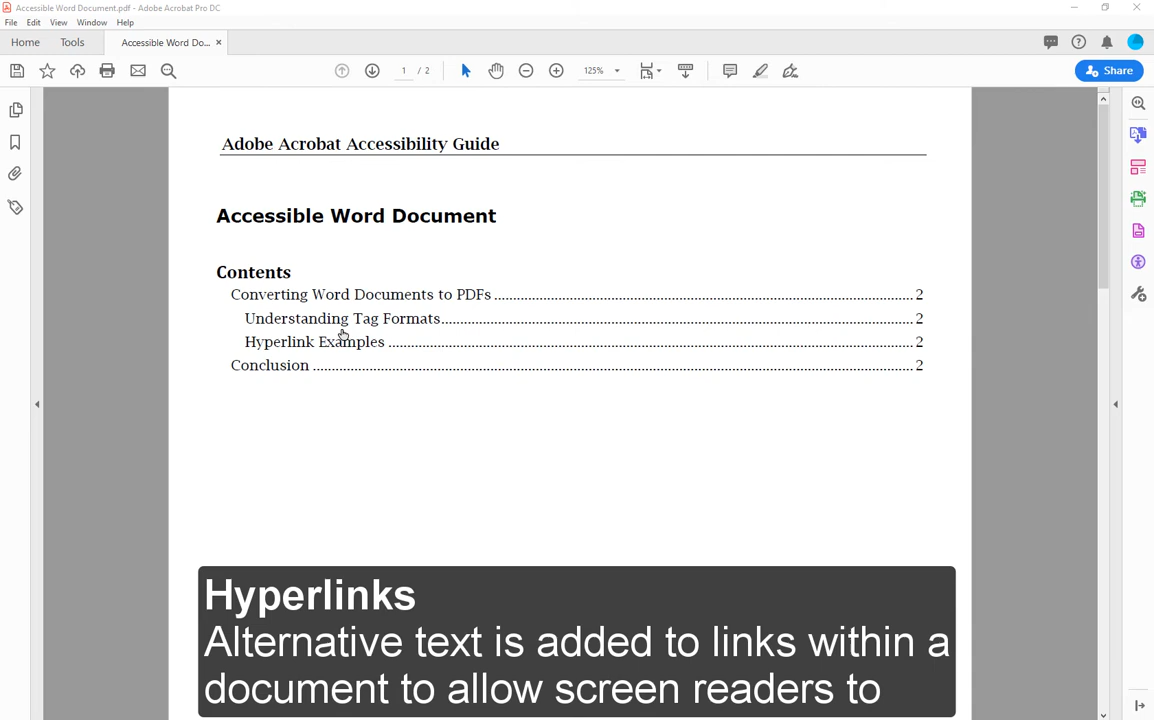 Accessible Word Document.pdf - Adobe Acrobat Pro DC
File Edit View Window Help
Home Tools Accessible Word Do... ×
1 / 2 125% Share
Adobe Acrobat Accessibility Guide
Accessible Word Document
Contents
Converting Word Documents to PDFs ........ 2
Understanding Tag Formats ........ 2
Hyperlink Examples ........ 2
Conclusion ........ 2
Hyperlinks
Alternative text is added to links within a
document to allow screen readers to